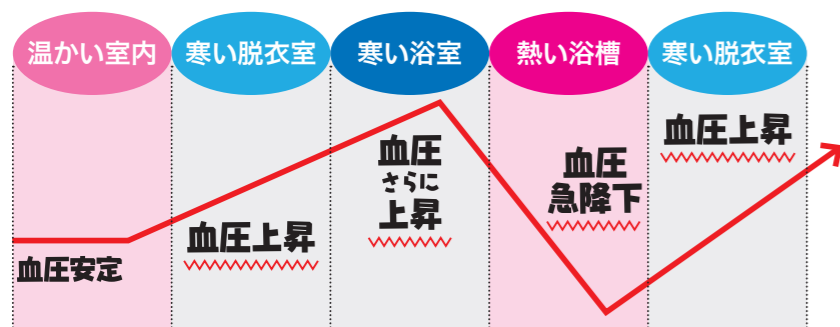 温かい室内
寒い脱衣室
寒い浴室
熱い浴槽
寒い脱衣室
血圧安定
血圧上昇
血圧
さらに
上昇
血圧
急降下
血圧上昇